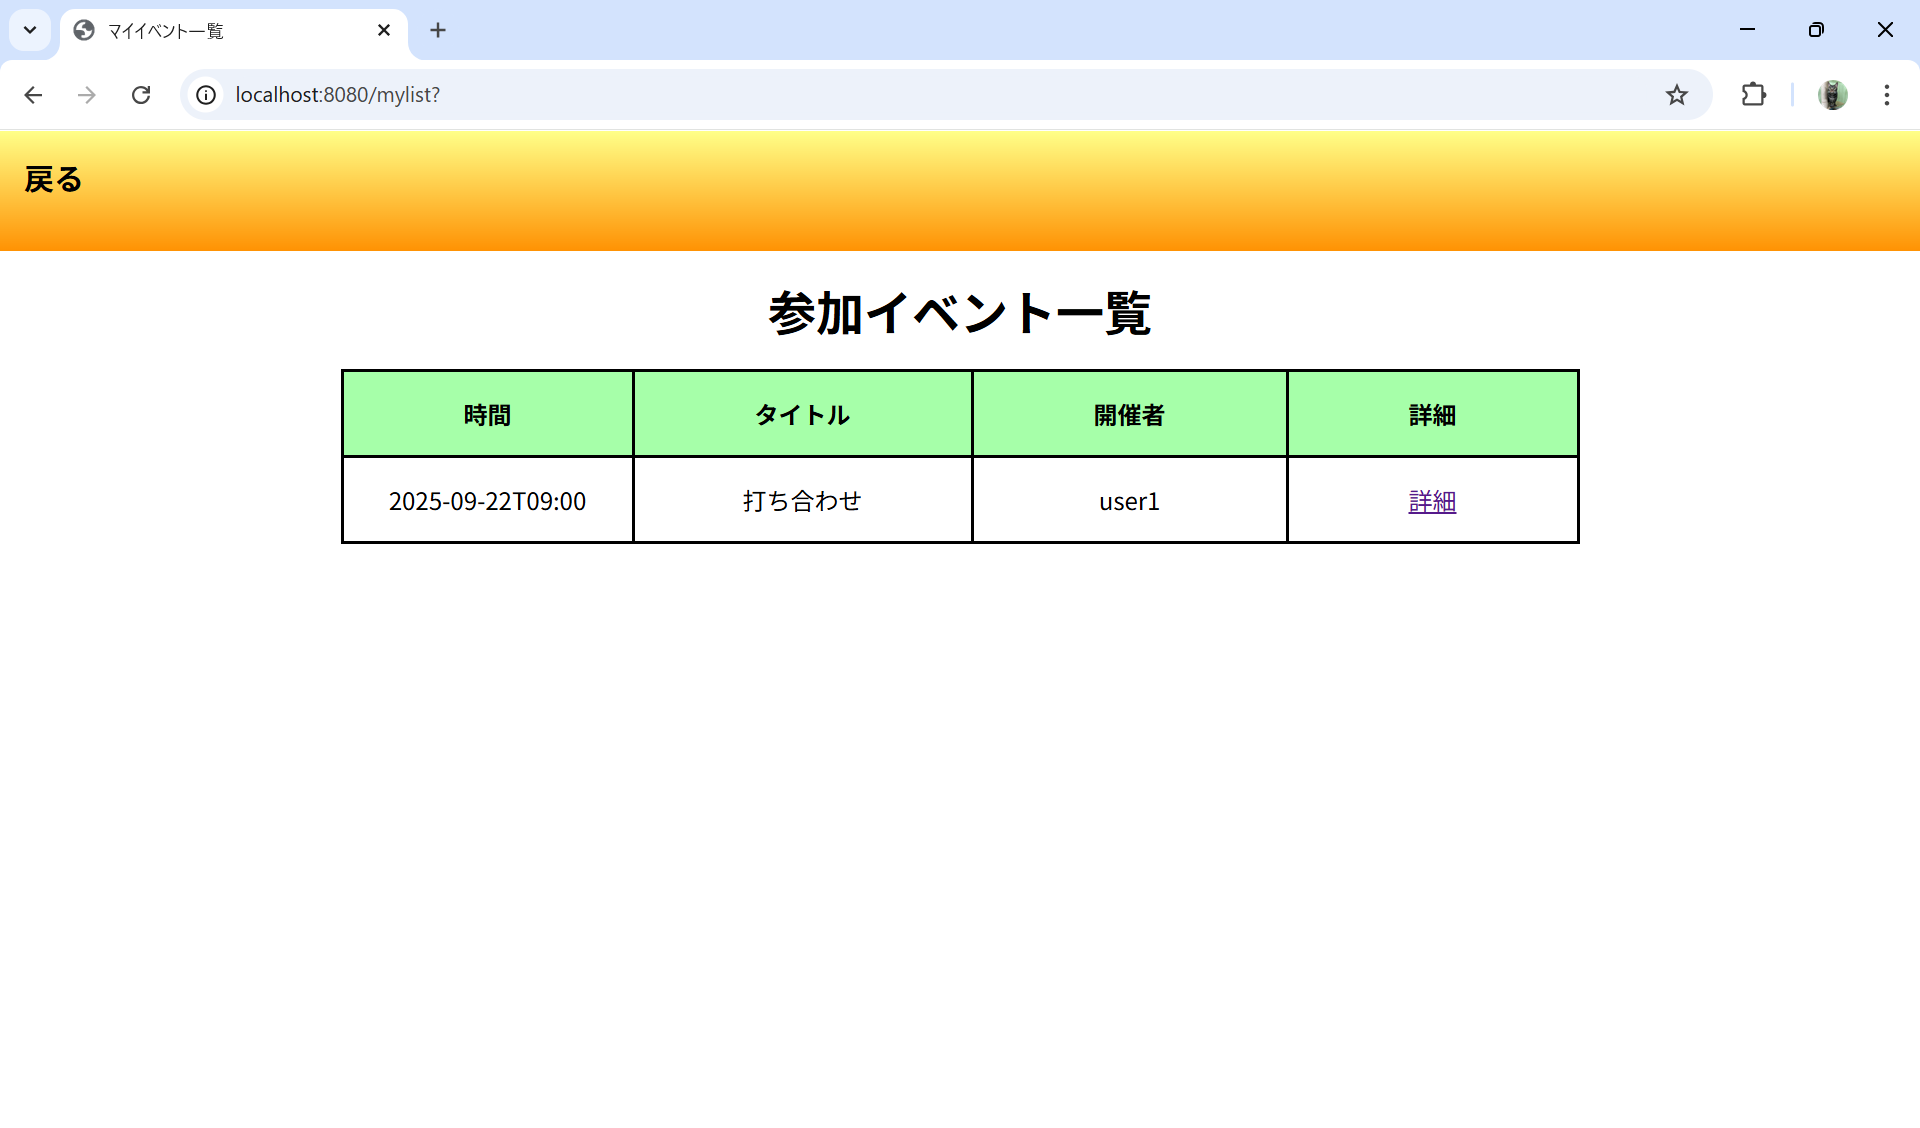 マイイベント一覧
localhost:8080/mylist?
戻る
参加イベント一覧
時間 タイトル 開催者 詳細
2025-09-22T09:00 打ち合わせ user1 詳細